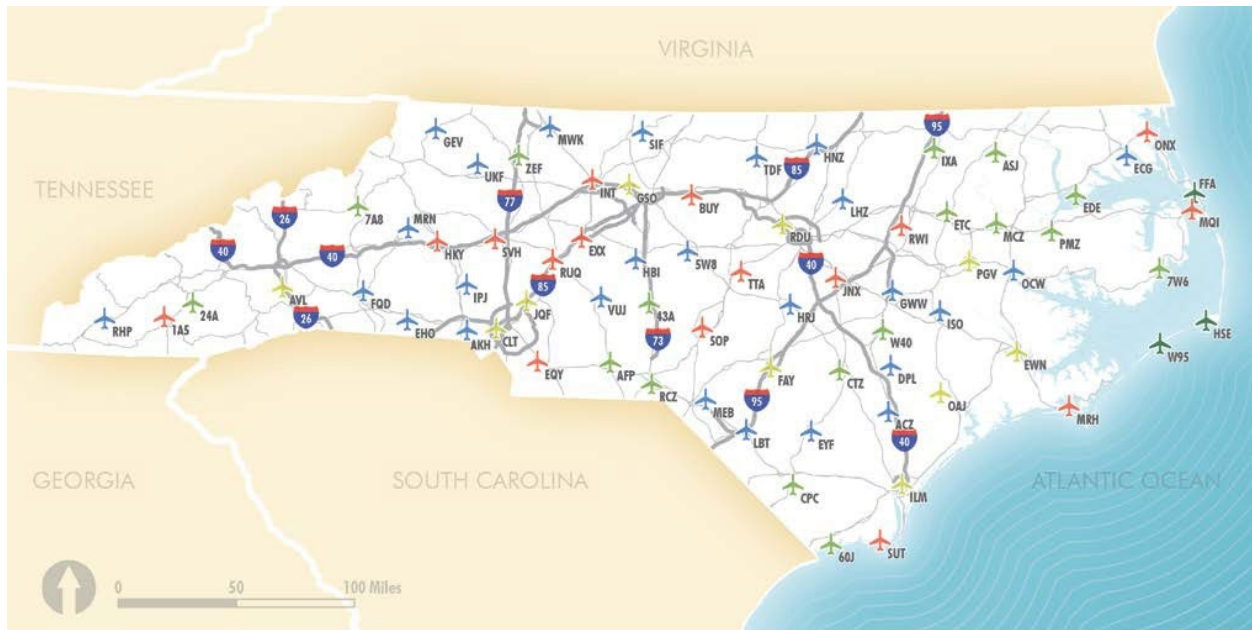 VIRGINIA
95
ONX
GEV
MWK
SIF
HNZ
TDF
85
IXA
ASJ
ECG
UKF
ZEF
TENNESSEE
INT
GSO
BUY
FFA
EDE
MQI
77
26
7A8
MRN
LHZ
ETC
MCZ
PMZ
RDU
RWI
40
40
HKY
SVH
EXX
5W8
40
RUQ
HBI
TTA
JNX
PGV
OCW
7W6
85
AVL
FQD
IPJ
JQF
VUJ
43A
HRJ
GWW
ISO
RHP
1A5
24A
26
EHO
AKH
CLT
73
SOP
W40
HSE
W95
EQY
AFP
FAY
CTZ
DPL
EWN
RCZ
MEB
95
OAJ
MRH
ACZ
LBT
EYF
40
GEORGIA
SOUTH CAROLINA
CPC
ILM
ATLANTIC OCEAN
60J
SUT
0 50 100 Miles